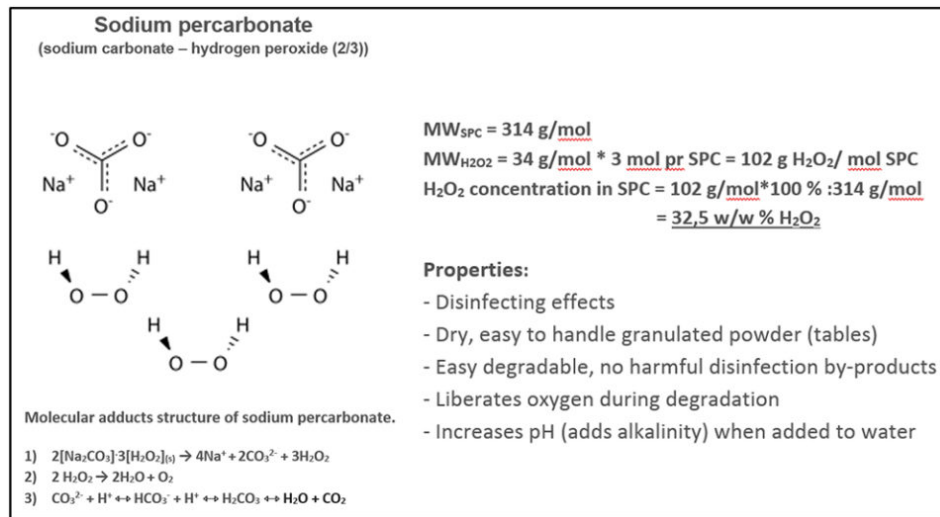 Sodium percarbonate
(sodium carbonate – hydrogen peroxide (2/3))
⁻O O⁻ ⁻O O⁻
Na⁺ Na⁺ Na⁺ Na⁺
O⁻ O⁻
H H H H
O – O O – O
H H
O – O
Molecular adducts structure of sodium percarbonate.
1) 2[Na₂CO₃]·3[H₂O₂]₍ₛ₎ → 4Na⁺ + 2CO₃²⁻ + 3H₂O₂
2) 2 H₂O₂ → 2H₂O + O₂
3) CO₃²⁻ + H⁺ ↔ HCO₃⁻ + H⁺ ↔ H₂CO₃ ↔ H₂O + CO₂
MWSPC = 314 g/mol
MWH2O2 = 34 g/mol * 3 mol pr SPC = 102 g H₂O₂/ mol SPC
H₂O₂ concentration in SPC = 102 g/mol*100 % :314 g/mol
= 32,5 w/w % H₂O₂
Properties:
- Disinfecting effects
- Dry, easy to handle granulated powder (tables)
- Easy degradable, no harmful disinfection by-products
- Liberates oxygen during degradation
- Increases pH (adds alkalinity) when added to water